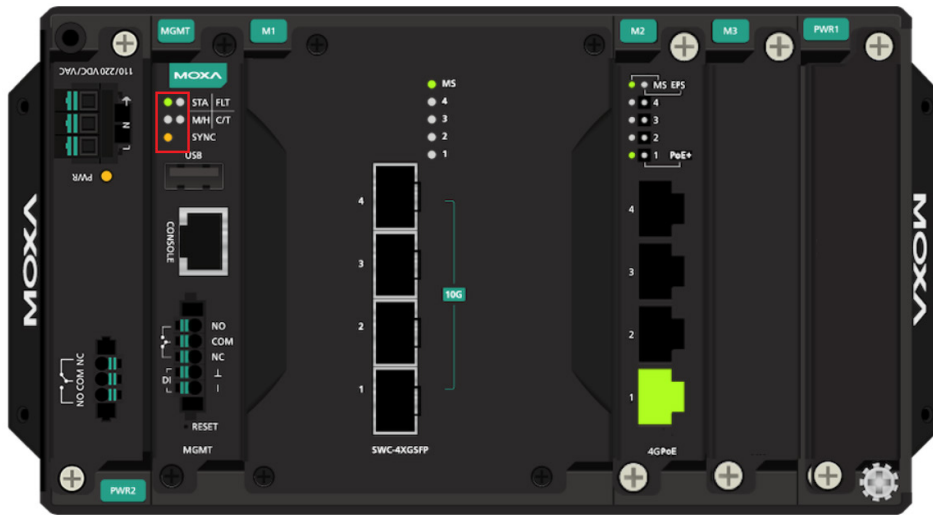 MGMT
M1
M2
M3
PWR1
110/220VDC/VAC
N
L
PWR
MOXA
NO COM NC
PWR2
MOXA
STA FLT
M/H C/T
SYNC
USB
CONSOLE
NO
COM
NC
DI
RESET
MGMT
MS
4
3
2
1
4
3
2
1
10G
SWC-4XGSFP
MS EPS
4
3
2
1 PoE+
4
3
2
1
4GPoE
MOXA